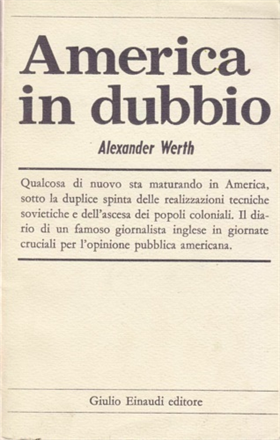 America
in dubbio
Alexander Werth
Qualcosa di nuovo sta maturando in America,
sotto la duplice spinta delle realizzazioni tecniche
sovietiche e dell'ascesa dei popoli coloniali. Il dia-
rio di un famoso giornalista inglese in giornate
cruciali per l'opinione pubblica americana.
Giulio Einaudi editore